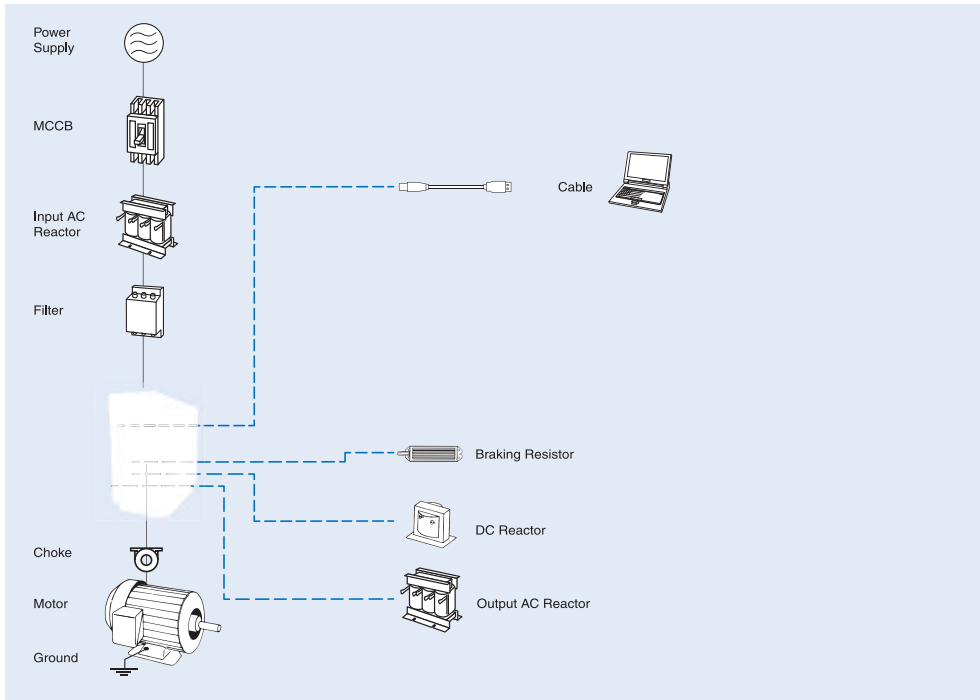 Power
Supply
MCCB
Cable
Input AC
Reactor
Filter
Braking Resistor
DC Reactor
Choke
Motor
Output AC Reactor
Ground